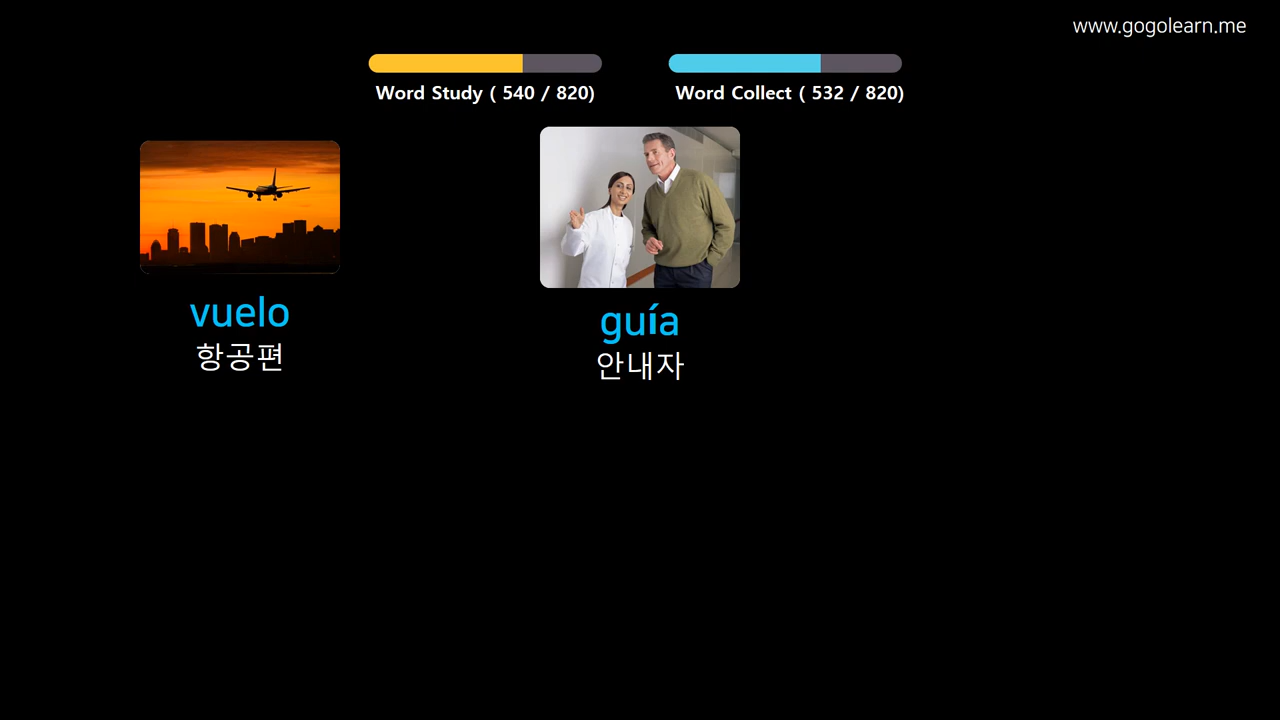 www.gogolearn.me
Word Study ( 540 / 820)
Word Collect ( 532 / 820)
vuelo
항공편
guía
안내자